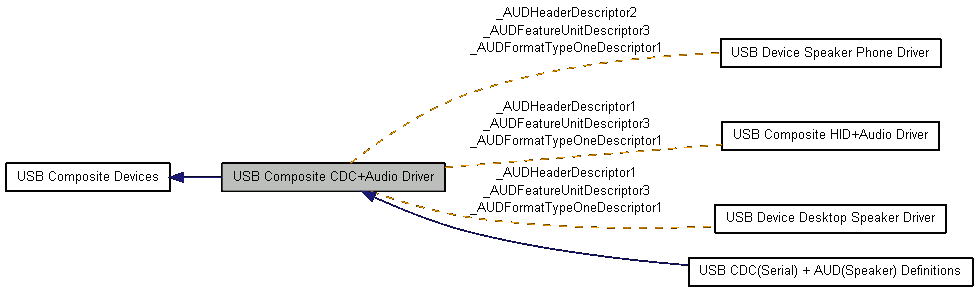 _AUDHeaderDescriptor2
_AUDFeatureUnitDescriptor3
_AUDFormatTypeOneDescriptor1
USB Device Speaker Phone Driver
_AUDHeaderDescriptor1
_AUDFeatureUnitDescriptor3
_AUDFormatTypeOneDescriptor1
USB Composite HID+Audio Driver
USB Composite Devices
USB Composite CDC+Audio Driver
_AUDHeaderDescriptor1
_AUDFeatureUnitDescriptor3
_AUDFormatTypeOneDescriptor1
USB Device Desktop Speaker Driver
USB CDC(Serial) + AUD(Speaker) Definitions